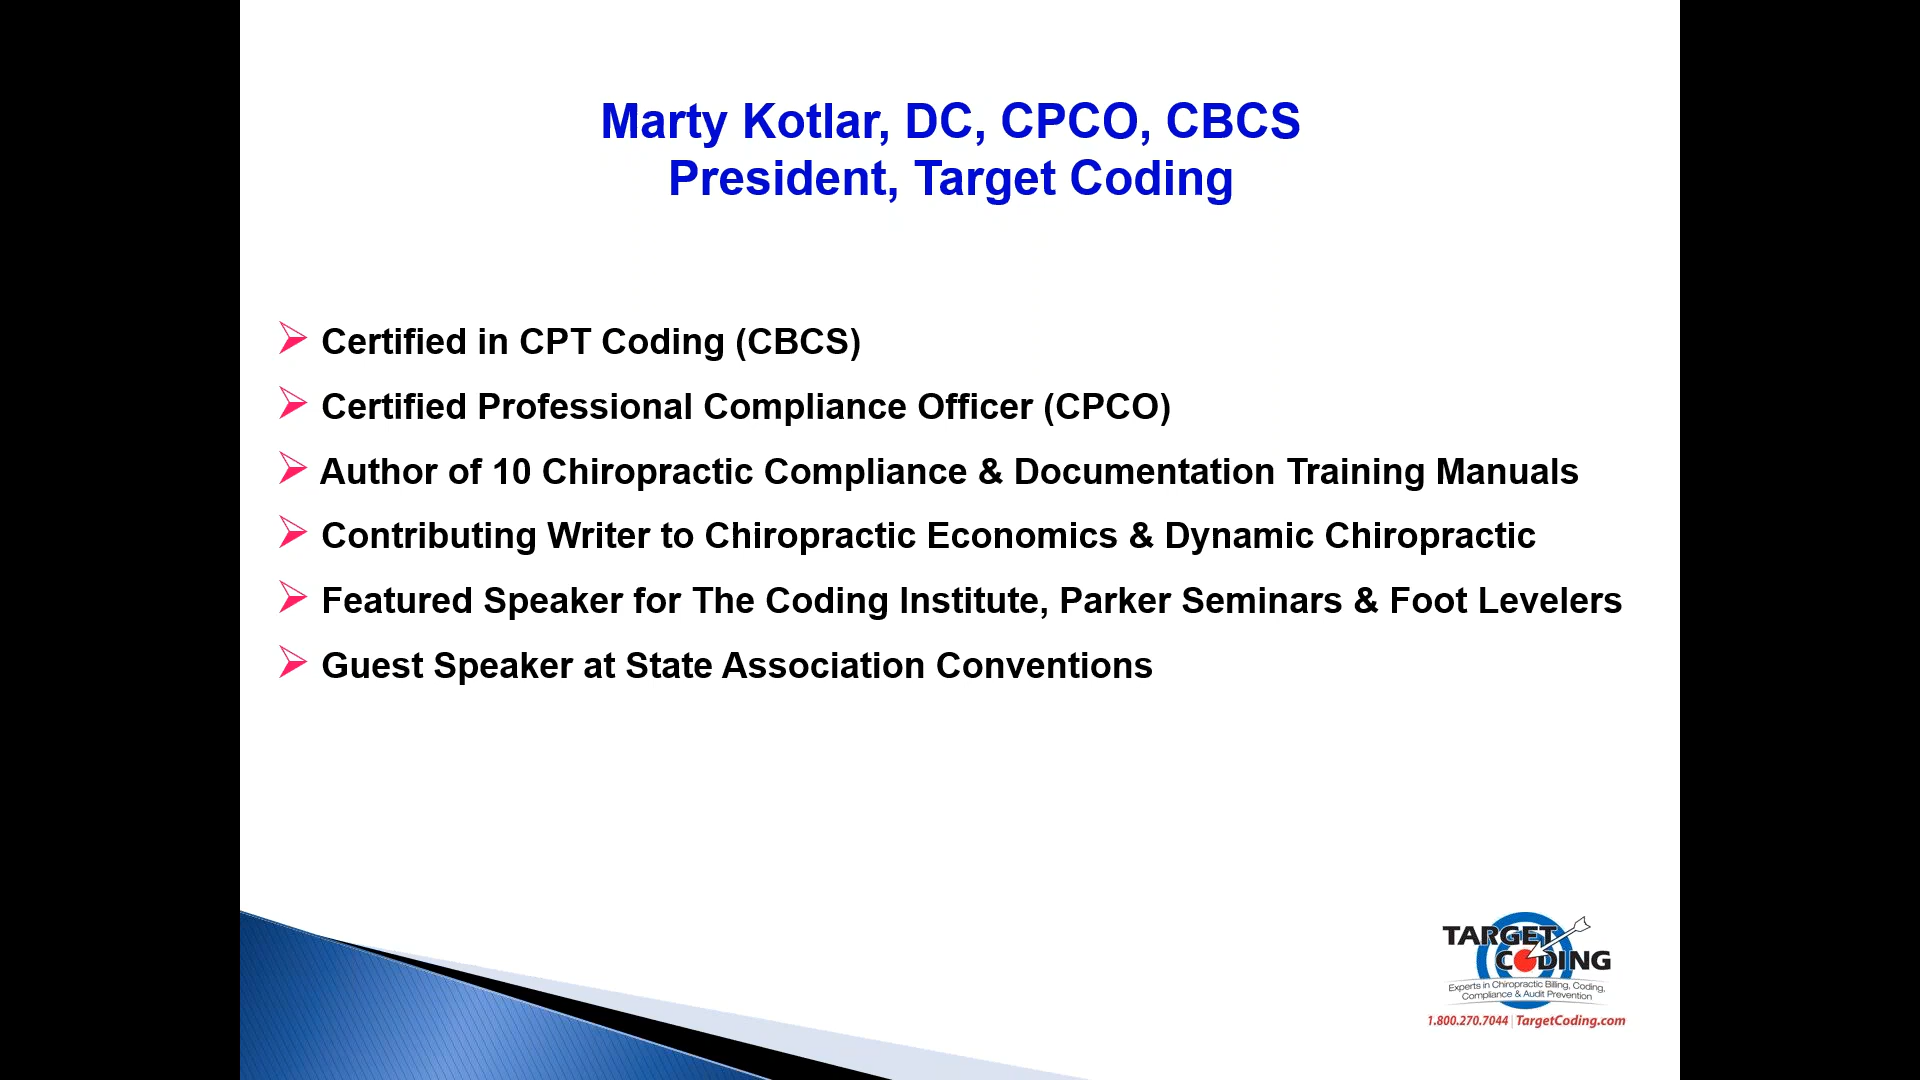 Marty Kotlar, DC, CPCO, CBCS
President, Target Coding
Certified in CPT Coding (CBCS)
Certified Professional Compliance Officer (CPCO)
Author of 10 Chiropractic Compliance & Documentation Training Manuals
Contributing Writer to Chiropractic Economics & Dynamic Chiropractic
Featured Speaker for The Coding Institute, Parker Seminars & Foot Levelers
Guest Speaker at State Association Conventions
TARGET
CODING
Experts in Chiropractic Billing, Coding,
Compliance & Audit Prevention
1.800.270.7044 | TargetCoding.com